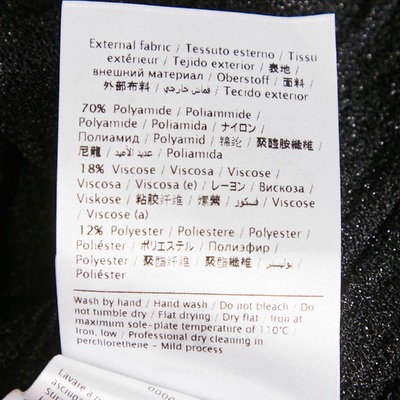 External fabric / Tessuto esterno / Tissu
extérieur / Tejido exterior / 表地 /
внешний материал / Oberstoff / 面料 /
外部布料 / قماش خارجي / Tecido exterior
70% Polyamide / Poliammide /
Polyamide / Poliamida / ナイロン /
Полиамид / Polyamid / 锦纶 / 聚醯胺纖維
/ 尼龍 / عديد الأميد / Poliamida
18% Viscose / Viscosa / Viscose /
Viscosa / Viscosa (e) / レーヨン / Вискоза /
Viskose / 粘胶纤维 / 嫘縈 / فسكوز /
Viscose / Viscose (a)
12% Polyester / Poliestere / Polyester /
Poliéster / ポリエステル / Полиэфир /
Polyester / 聚酯纤维 / 聚酯纖維 / بوليستر /
Poliéster
Wash by hand / Hand wash / Do not bleach / Do
not tumble dry / Flat drying / Dry flat / Iron at
maximum sole-plate temperature of 110°C /
Iron, low / Professional dry cleaning in
perchlorethene - Mild process
Lavare a